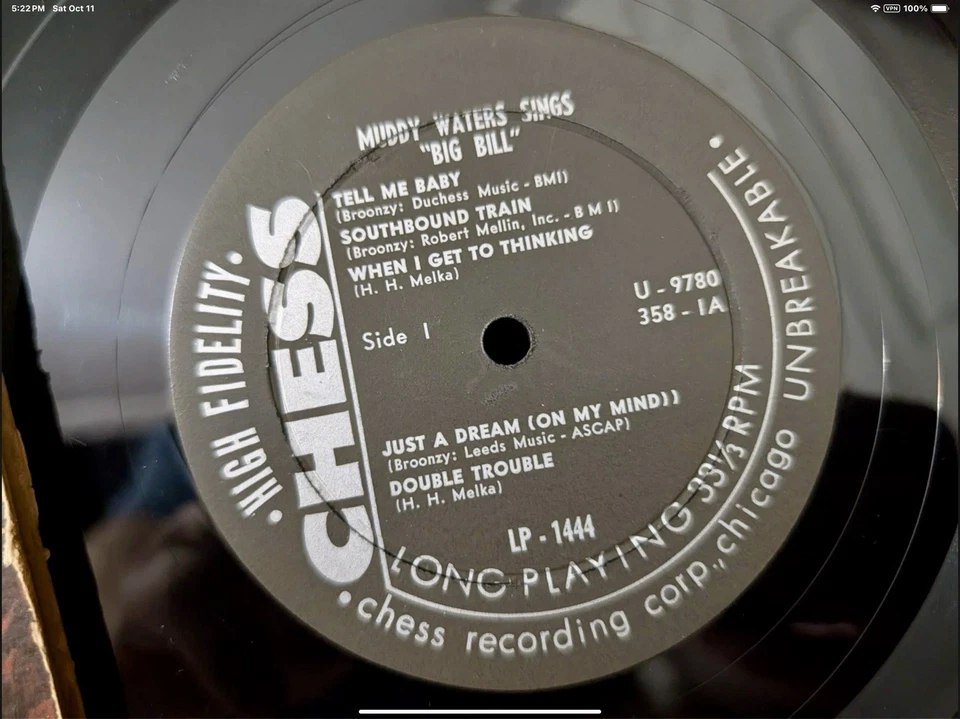 5:22 PM Sat Oct 11
VPN 100%
MUDDY WATERS SINGS
"BIG BILL"
TELL ME BABY
(Broonzy: Duchess Music - BMI)
SOUTHBOUND TRAIN
(Broonzy: Robert Mellin, Inc. - B M I)
WHEN I GET TO THINKING
(H. H. Melka)
U - 9780
358 - 1A
Side 1
JUST A DREAM (ON MY MIND))
(Broonzy: Leeds Music - ASCAP)
DOUBLE TROUBLE
(H. H. Melka)
LP - 1444
CHESS
• HIGH FIDELITY •
LONG PLAYING 33⅓ RPM
• chess recording corp., chicago UNBREAKABLE •